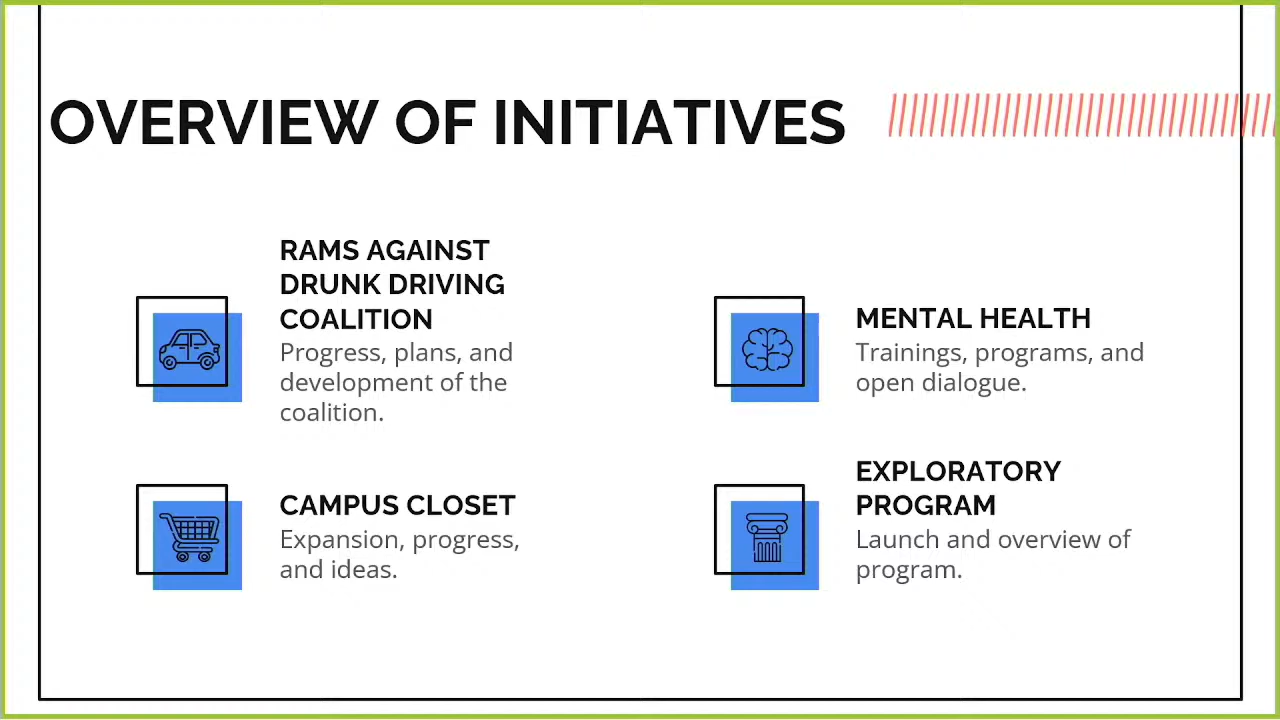 OVERVIEW OF INITIATIVES
RAMS AGAINST
DRUNK DRIVING
COALITION
Progress, plans, and
development of the
coalition.
MENTAL HEALTH
Trainings, programs, and
open dialogue.
CAMPUS CLOSET
Expansion, progress,
and ideas.
EXPLORATORY
PROGRAM
Launch and overview of
program.